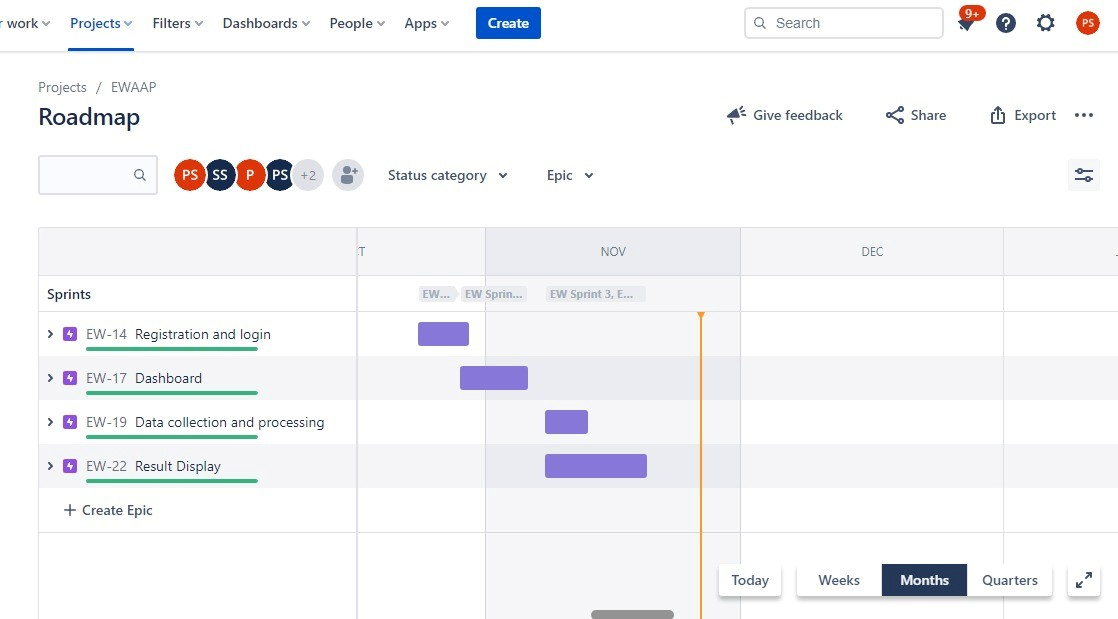 r work Projects Filters Dashboards People Apps Create Search 9+ PS
Projects / EWAAP
Roadmap
Give feedback Share Export
PS SS P PS +2 Status category Epic
T NOV DEC
Sprints EW... EW Sprin... EW Sprint 3, E...
EW-14 Registration and login
EW-17 Dashboard
EW-19 Data collection and processing
EW-22 Result Display
+ Create Epic
Today Weeks Months Quarters